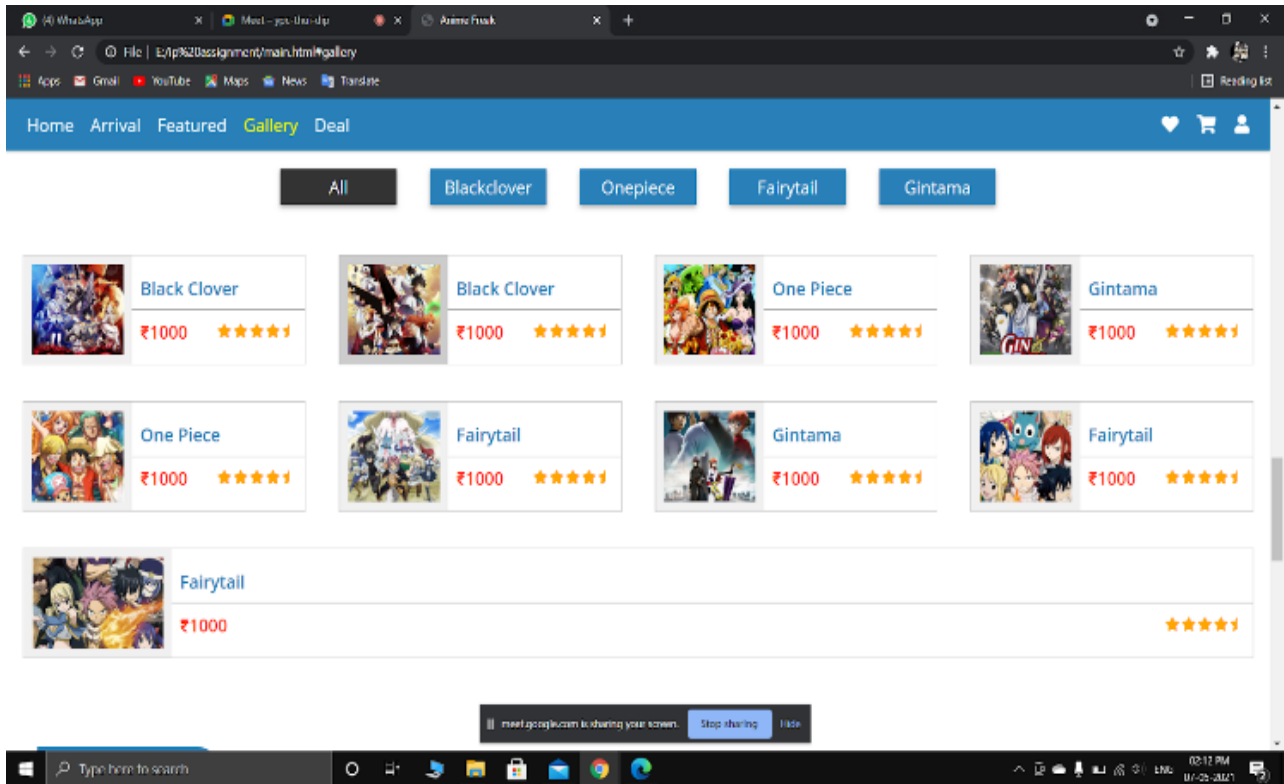 (4) WhatsApp
Anime Freak
File | E:/ip%20assignment/main.html#gallery
Apps Gmail YouTube Maps News Translate Reading list
Home Arrival Featured Gallery Deal
All Blackclover Onepiece Fairytail Gintama
Black Clover Black Clover One Piece Gintama
₹1000 ₹1000 ₹1000 ₹1000
One Piece Fairytail Gintama Fairytail
₹1000 ₹1000 ₹1000 ₹1000
Fairytail
₹1000
meet.google.com is sharing your screen. Stop sharing Hide
Type here to search ENG 02:12 PM
07-05-2021